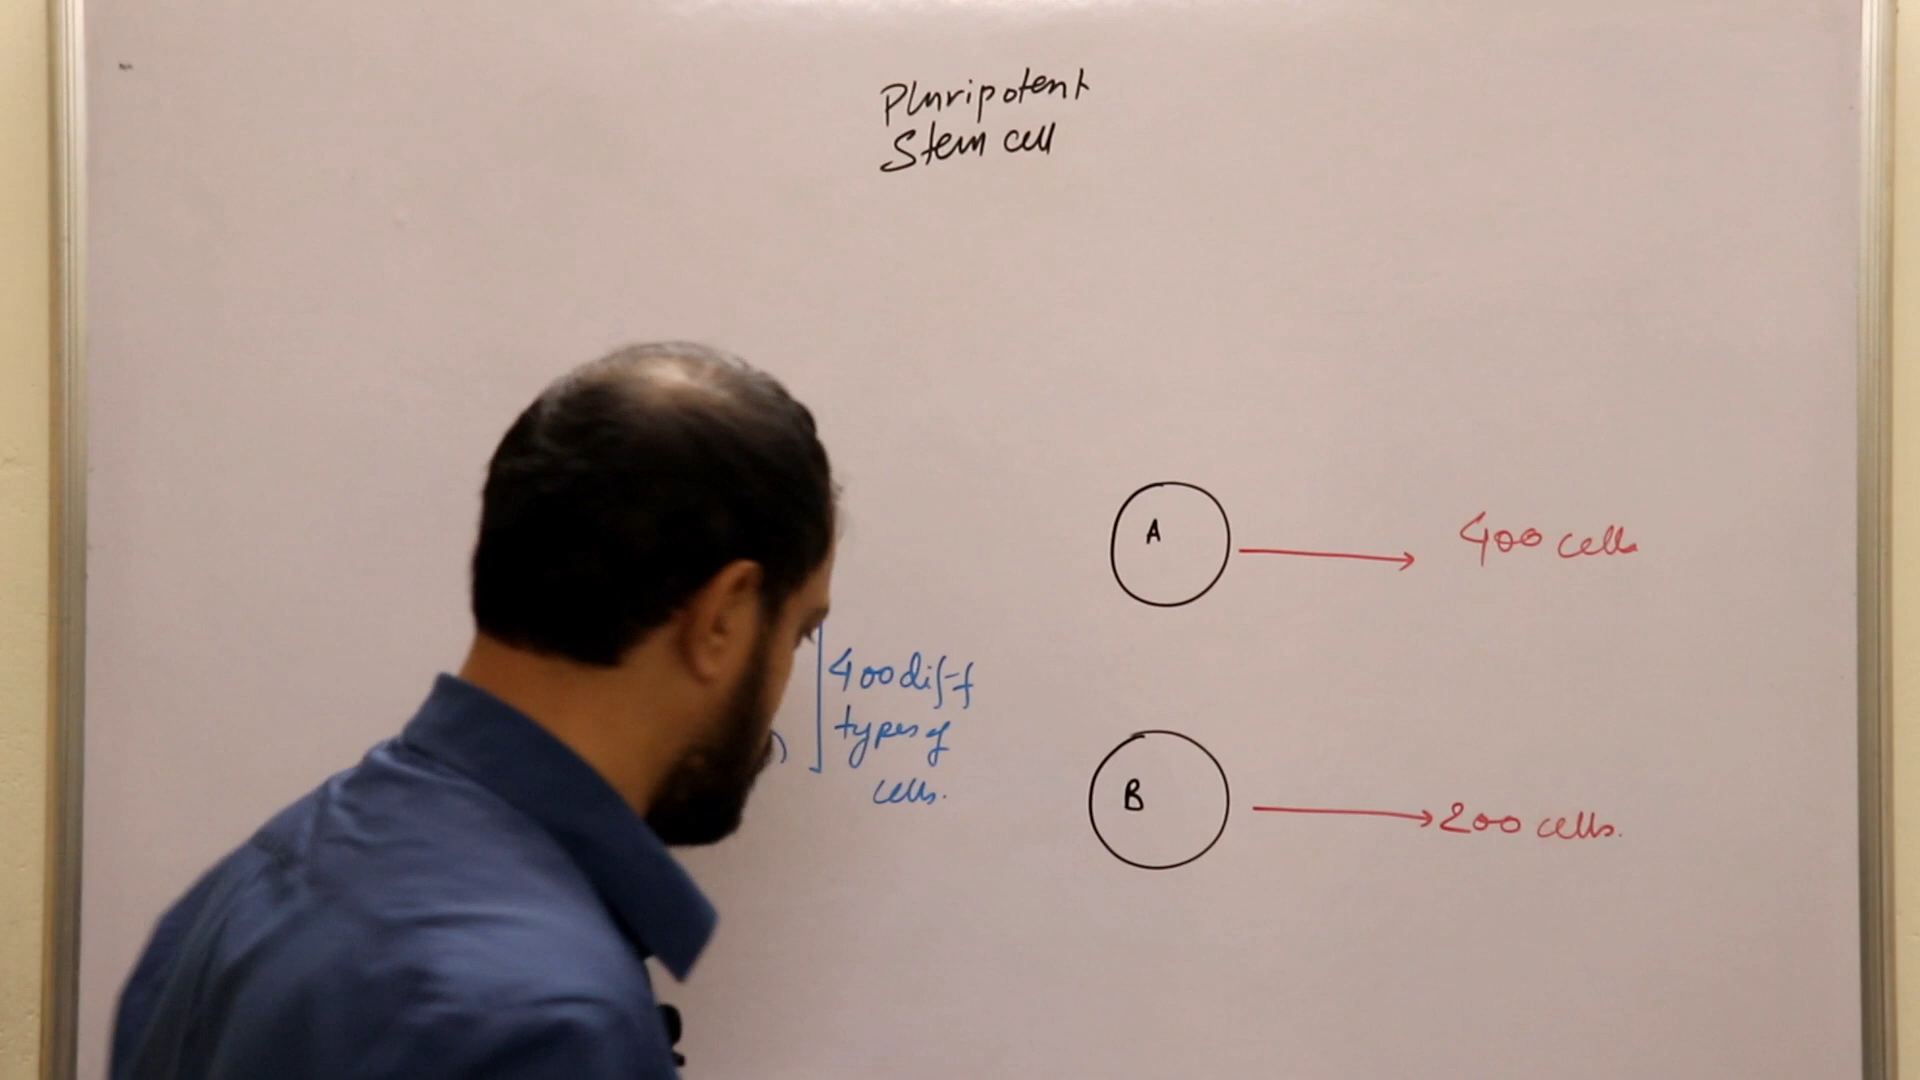 Pluripotent
Stem cell
A
400 cells
400 diff
types of
cells.
B
200 cells.